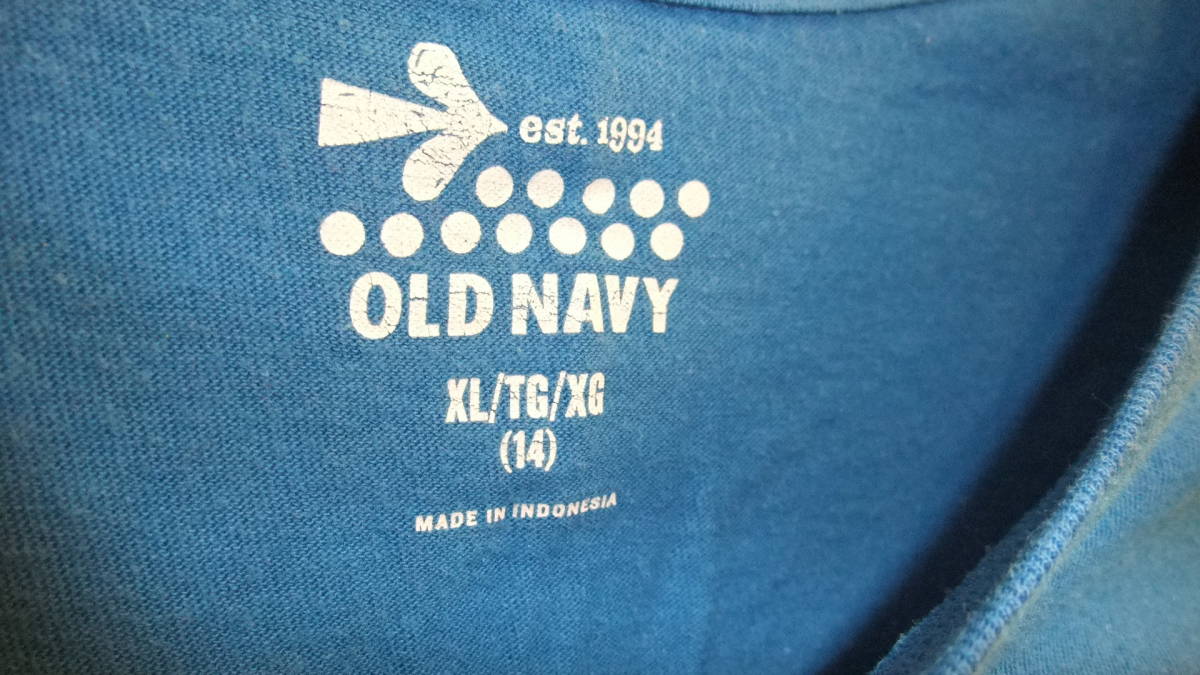 est. 1994
OLD NAVY
XL/TG/XG
(14)
MADE IN INDONESIA